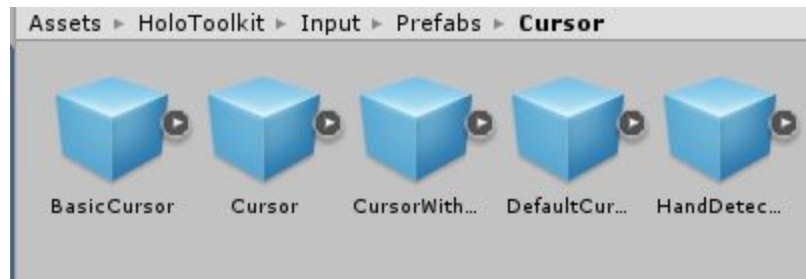 Assets ▸ HoloToolkit ▸ Input ▸ Prefabs ▸ Cursor
BasicCursor Cursor CursorWith... DefaultCur... HandDetec...